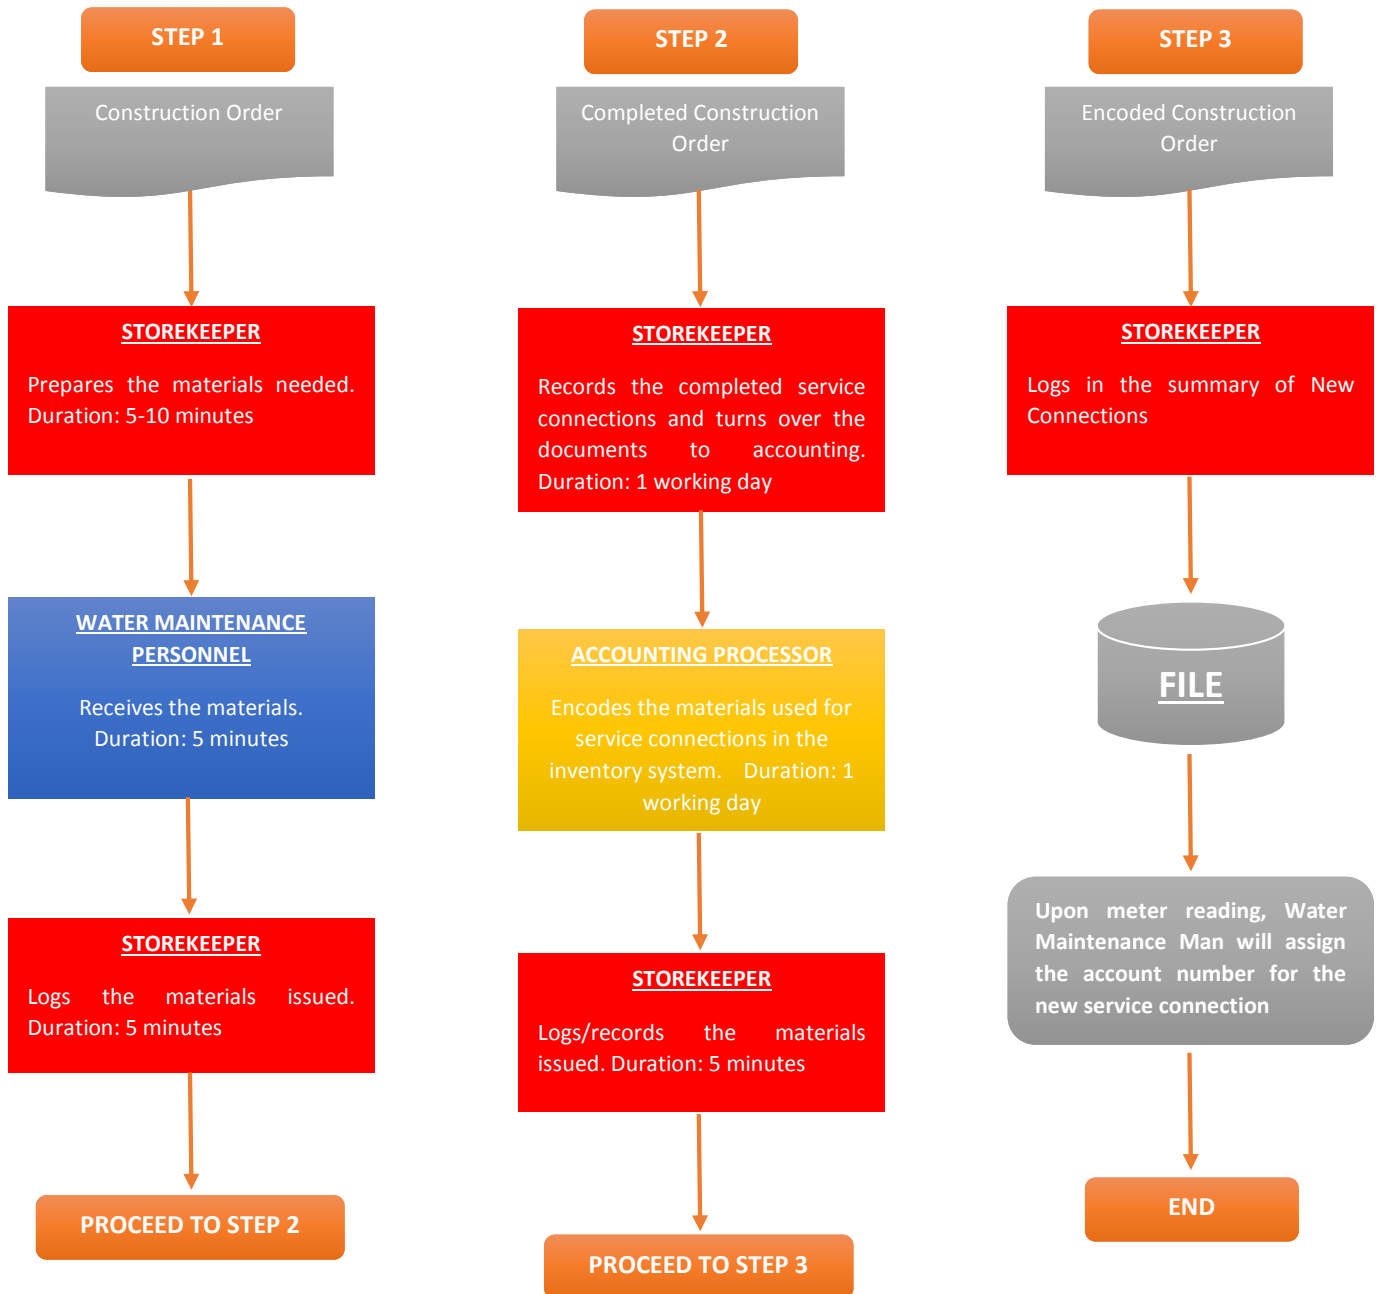 STEP 1
Construction Order
STOREKEEPER
Prepares the materials needed.
Duration: 5-10 minutes
WATER MAINTENANCE
PERSONNEL
Receives the materials.
Duration: 5 minutes
STOREKEEPER
Logs the materials issued.
Duration: 5 minutes
PROCEED TO STEP 2
STEP 2
Completed Construction
Order
STOREKEEPER
Records the completed service
connections and turns over the
documents to accounting.
Duration: 1 working day
ACCOUNTING PROCESSOR
Encodes the materials used for
service connections in the
inventory system. Duration: 1
working day
STOREKEEPER
Logs/records the materials
issued. Duration: 5 minutes
PROCEED TO STEP 3
STEP 3
Encoded Construction
Order
STOREKEEPER
Logs in the summary of New
Connections
FILE
Upon meter reading, Water
Maintenance Man will assign
the account number for the
new service connection
END